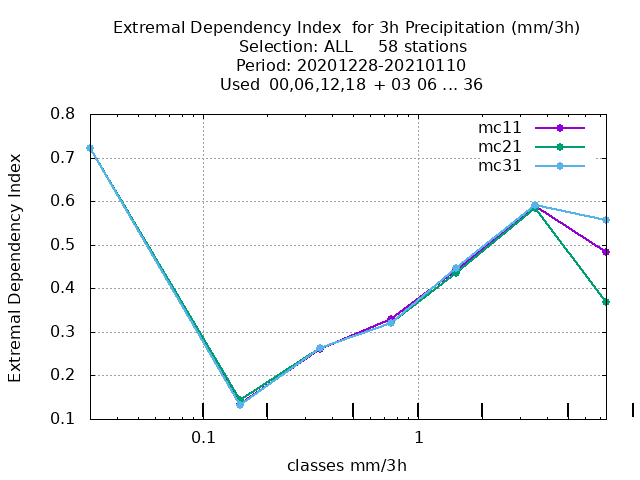 Extremal Dependency Index  for 3h Precipitation (mm/3h)
Selection: ALL     58 stations
Period: 20201228-20210110
Used 00,06,12,18 + 03 06 ... 36
mc11
mc21
mc31
0.8
0.7
0.6
0.5
0.4
0.3
0.2
0.1
Extremal Dependency Index
0.1
1
classes mm/3h